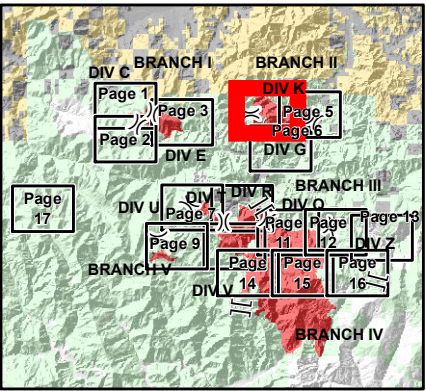 BRANCH I
BRANCH II
DIV C
DIV K
Page 1
Page 3
Page 5
Page 6
Page 2
DIV E
DIV G
BRANCH III
Page
17
DIV U
DIV R
DIV O
Page 7
Page
11
Page
12
Page 13
Page 9
DIV Z
BRANCH V
DIV V
Page
14
Page
15
Page
16
BRANCH IV